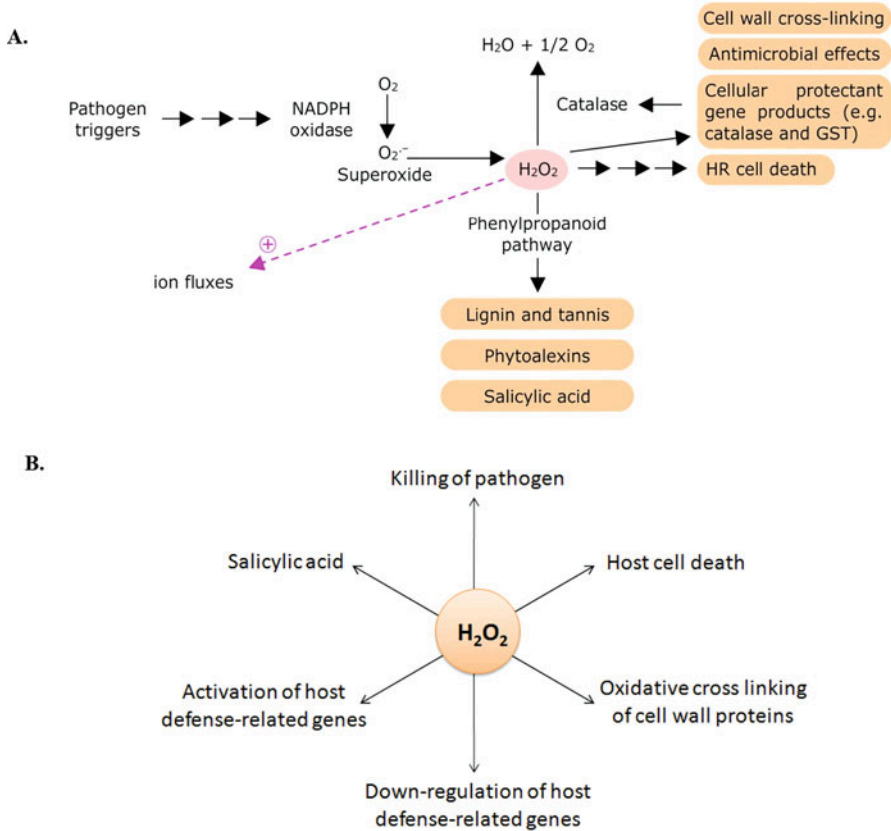 A.
Pathogen
triggers
NADPH
oxidase
O₂
O₂·⁻
Superoxide
H₂O + 1/2 O₂
Catalase
H₂O₂
Cell wall cross-linking
Antimicrobial effects
Cellular protectant
gene products (e.g.
catalase and GST)
HR cell death
+
ion fluxes
Phenylpropanoid
pathway
Lignin and tannis
Phytoalexins
Salicylic acid
B.
Killing of pathogen
Salicylic acid
Host cell death
H₂O₂
Activation of host
defense-related genes
Oxidative cross linking
of cell wall proteins
Down-regulation of host
defense-related genes